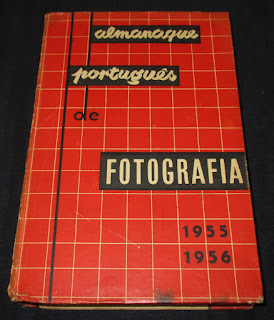 almanaque
português
de
FOTOGRAFIA
1955
1956